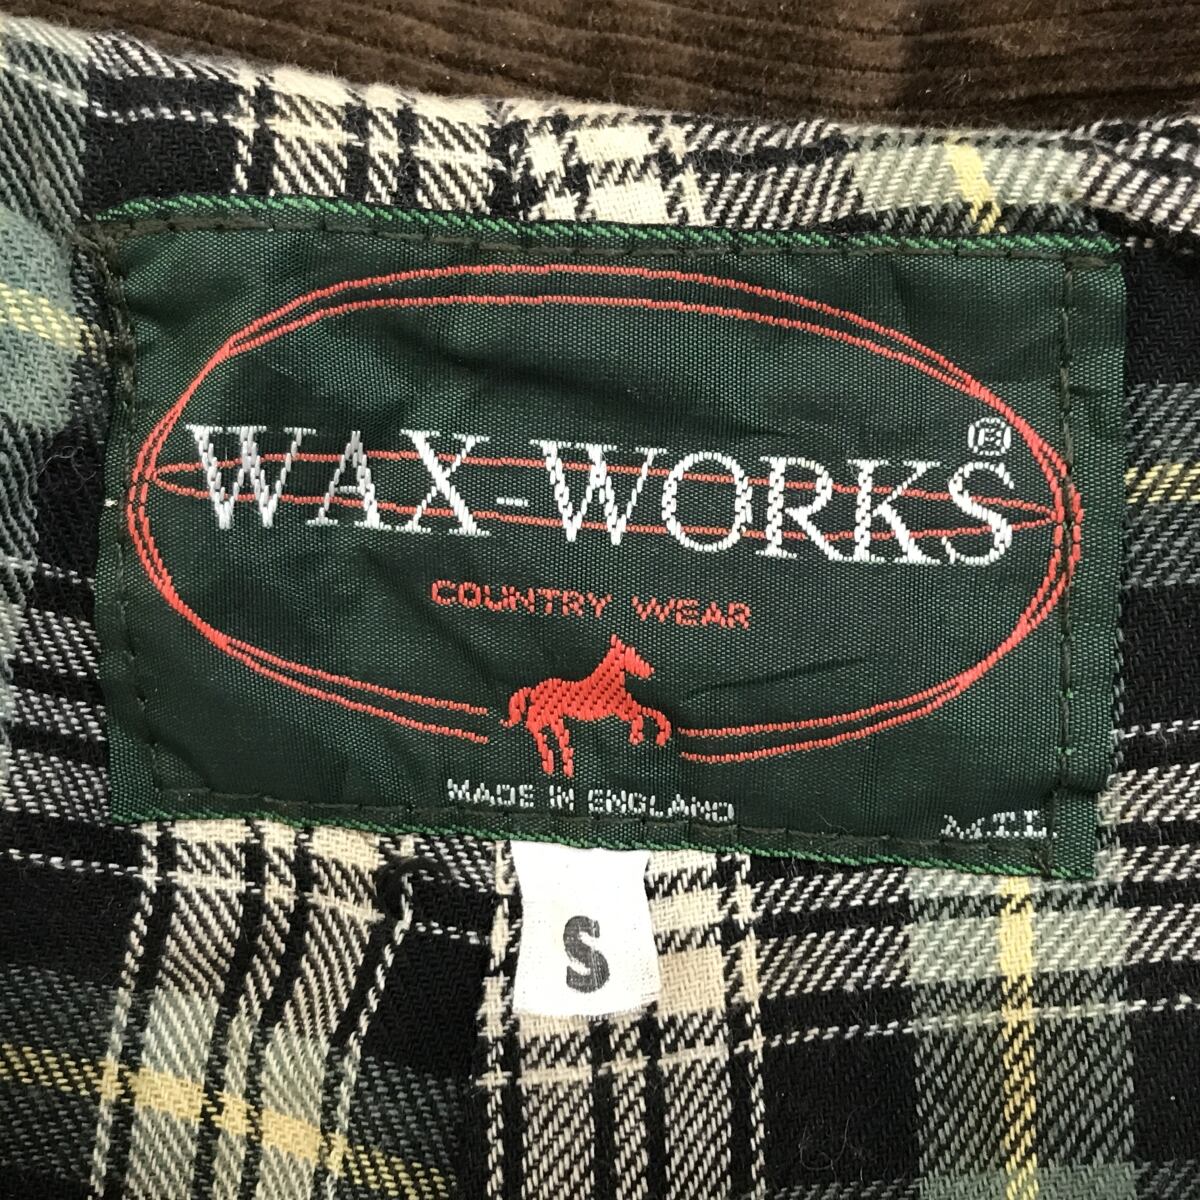 WAX-WORKS®
COUNTRY WEAR
MADE IN ENGLAND
M.T.L.
S